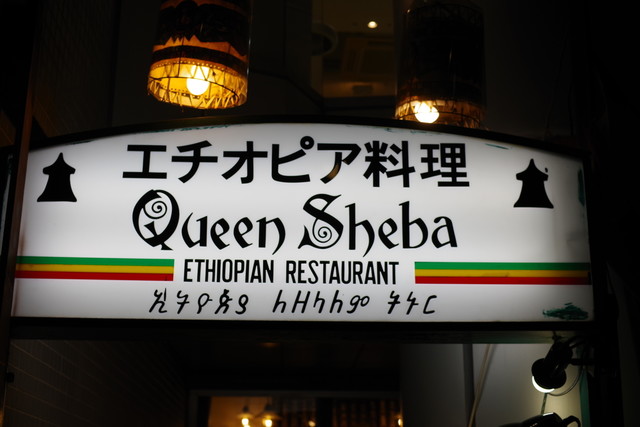 エチオピア料理
Queen Sheba
ETHIOPIAN RESTAURANT